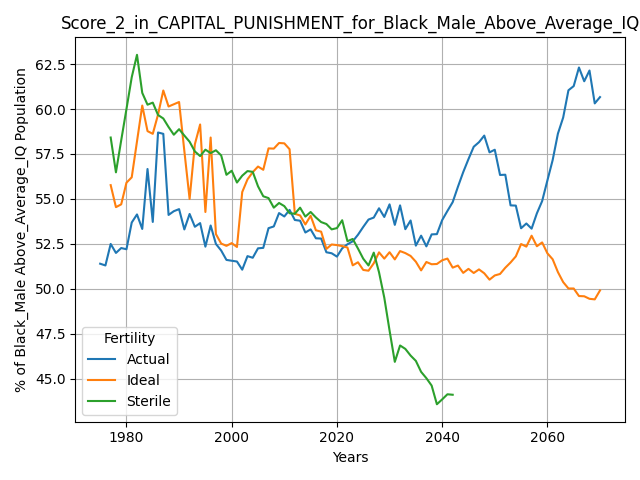 Score_2_in_CAPITAL_PUNISHMENT_for_Black_Male_Above_Average_IQ
% of Black_Male Above_Average_IQ Population
62.5
60.0
57.5
55.0
52.5
50.0
47.5
45.0
Fertility
Actual
Ideal
Sterile
1980
2000
2020
2040
2060
Years